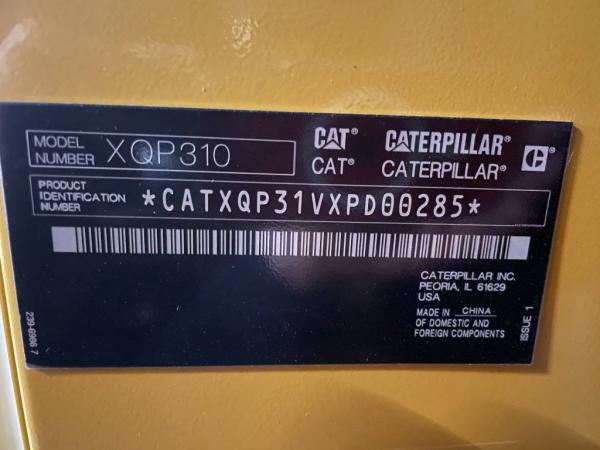 MODEL
NUMBER XQP310
CAT® CATERPILLAR®
CAT® CATERPILLAR®
C
PRODUCT
IDENTIFICATION
NUMBER
*CATXQP31VXPD00285*
CATERPILLAR INC.
PEORIA, IL 61629
USA
MADE IN CHINA
OF DOMESTIC AND
FOREIGN COMPONENTS
ISSUE 1
239-6986 7